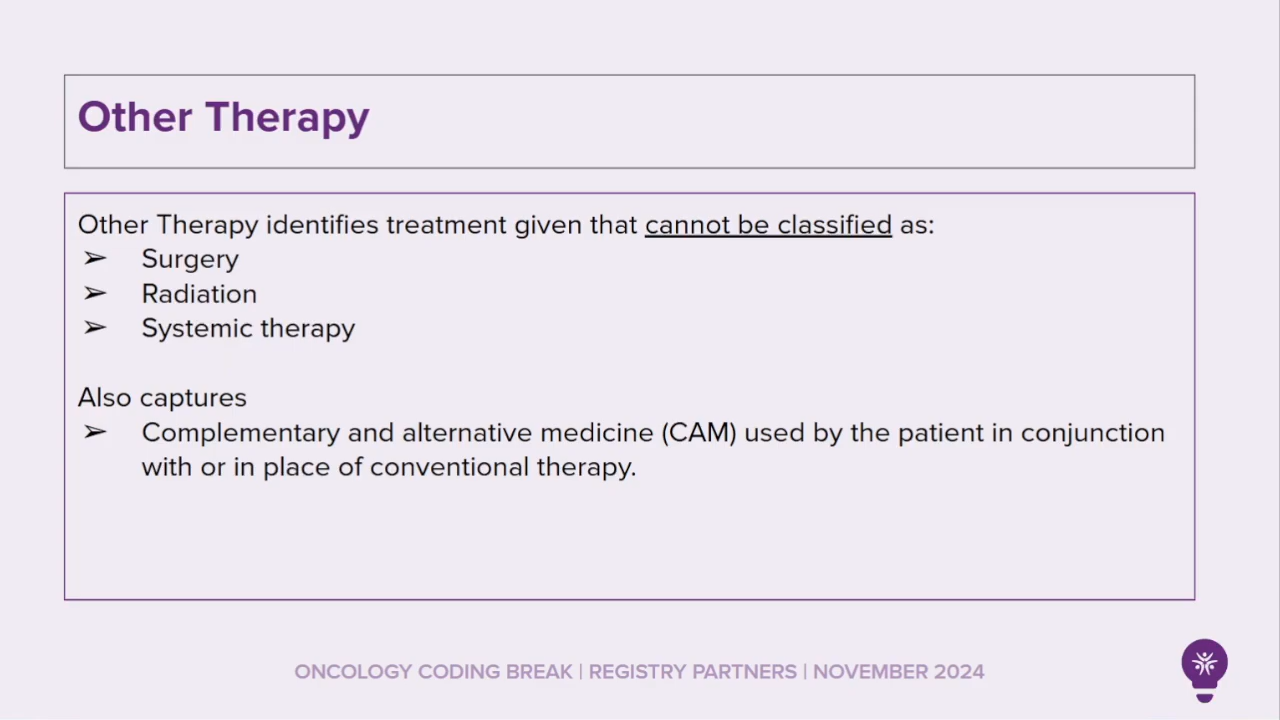 Other Therapy
Other Therapy identifies treatment given that cannot be classified as:
➢ Surgery
➢ Radiation
➢ Systemic therapy
Also captures
➢ Complementary and alternative medicine (CAM) used by the patient in conjunction
with or in place of conventional therapy.
ONCOLOGY CODING BREAK | REGISTRY PARTNERS | NOVEMBER 2024